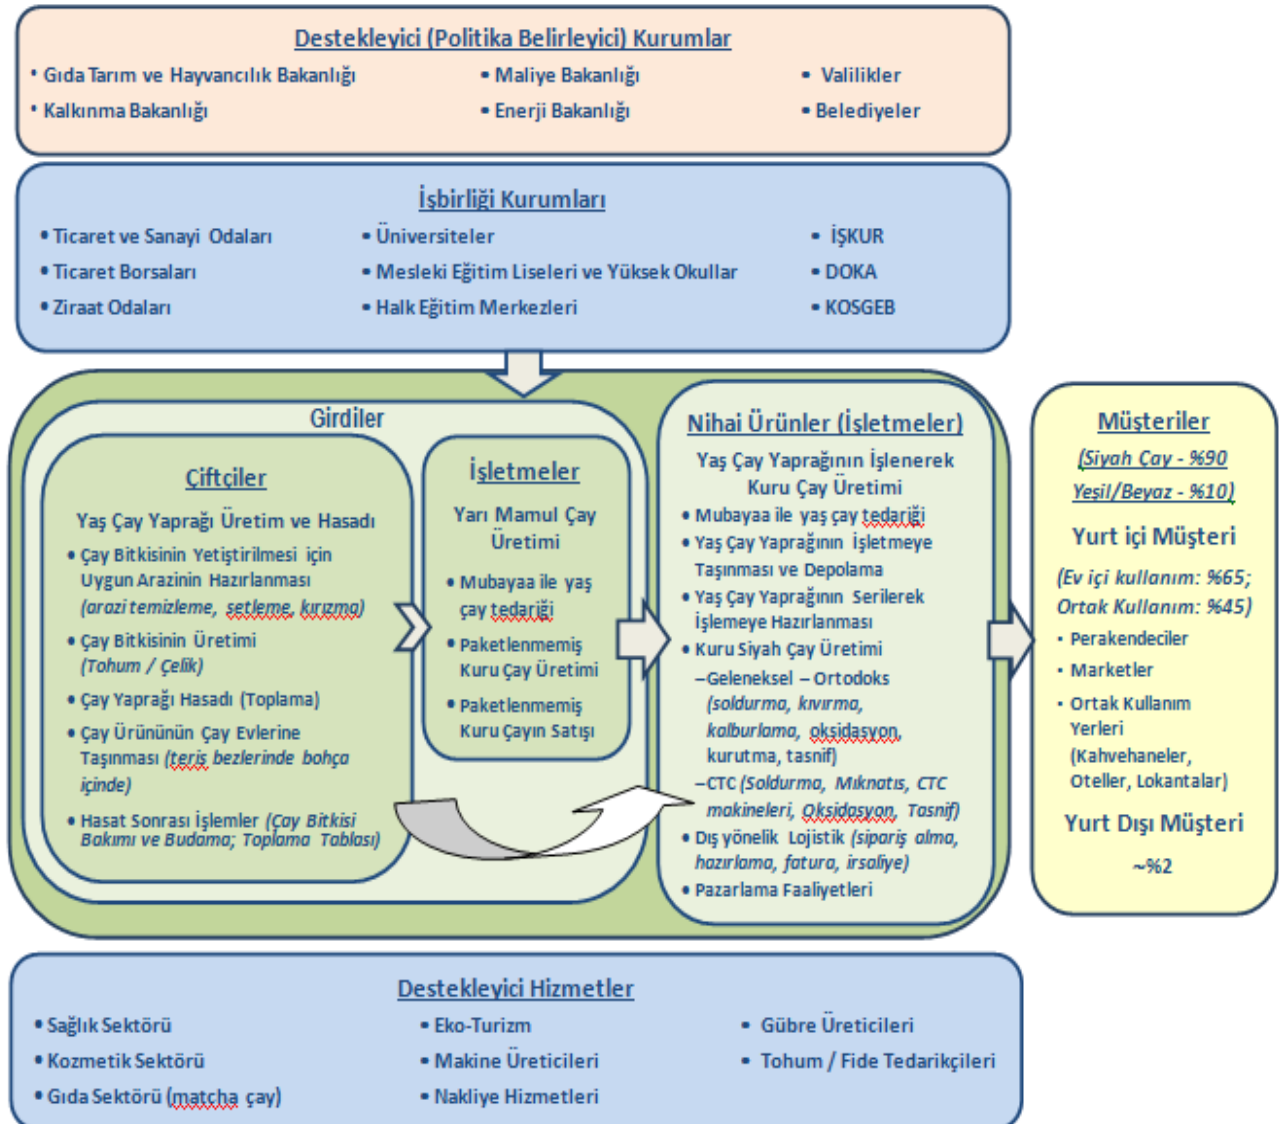 Destekleyici (Politika Belirleyici) Kurumlar
• Gıda Tarım ve Hayvancılık Bakanlığı
• Kalkınma Bakanlığı
• Maliye Bakanlığı
• Enerji Bakanlığı
• Valilikler
• Belediyeler
İşbirliği Kurumları
• Ticaret ve Sanayi Odaları
• Ticaret Borsaları
• Ziraat Odaları
• Üniversiteler
• Mesleki Eğitim Liseleri ve Yüksek Okullar
• Halk Eğitim Merkezleri
• İŞKUR
• DOKA
• KOSGEB
Girdiler
Çiftçiler
Yaş Çay Yaprağı Üretim ve Hasadı
• Çay Bitkisinin Yetiştirilmesi için
Uygun Arazinin Hazırlanması
(arazi temizleme, setleme, kırızma)
• Çay Bitkisinin Üretimi
(Tohum / Çelik)
• Çay Yaprağı Hasadı (Toplama)
• Çay Ürününün Çay Evlerine
Taşınması (teriş bezlerinde bohça
içinde)
• Hasat Sonrası İşlemler (Çay Bitkisi
Bakımı ve Budama; Toplama Tablası)
İşletmeler
Yarı Mamul Çay
Üretimi
• Mubayaa ile yaş
çay tedariği
• Paketlenmemiş
Kuru Çay Üretimi
• Paketlenmemiş
Kuru Çayın Satışı
Nihai Ürünler (İşletmeler)
Yaş Çay Yaprağının İşlenerek
Kuru Çay Üretimi
• Mubayaa ile yaş çay tedariği
• Yaş Çay Yaprağının İşletmeye
Taşınması ve Depolama
• Yaş Çay Yaprağının Serilerek
İşlemeye Hazırlanması
• Kuru Siyah Çay Üretimi
–Geleneksel – Ortodoks
(soldurma, kıvırma,
kalburlama, oksidasyon,
kurutma, tasnif)
–CTC (Soldurma, Mıknatıs, CTC
makineleri, Oksidasyon, Tasnif)
• Dış yönelik Lojistik (sipariş alma,
hazırlama, fatura, irsaliye)
• Pazarlama Faaliyetleri
Müşteriler
(Siyah Çay - %90
Yeşil/Beyaz - %10)
Yurt içi Müşteri
(Ev içi kullanım: %65;
Ortak Kullanım: %45)
• Perakendeciler
• Marketler
• Ortak Kullanım
Yerleri
(Kahvehaneler,
Oteller, Lokantalar)
Yurt Dışı Müşteri
~%2
Destekleyici Hizmetler
• Sağlık Sektörü
• Kozmetik Sektörü
• Gıda Sektörü (matcha çay)
• Eko-Turizm
• Makine Üreticileri
• Nakliye Hizmetleri
• Gübre Üreticileri
• Tohum / Fide Tedarikçileri